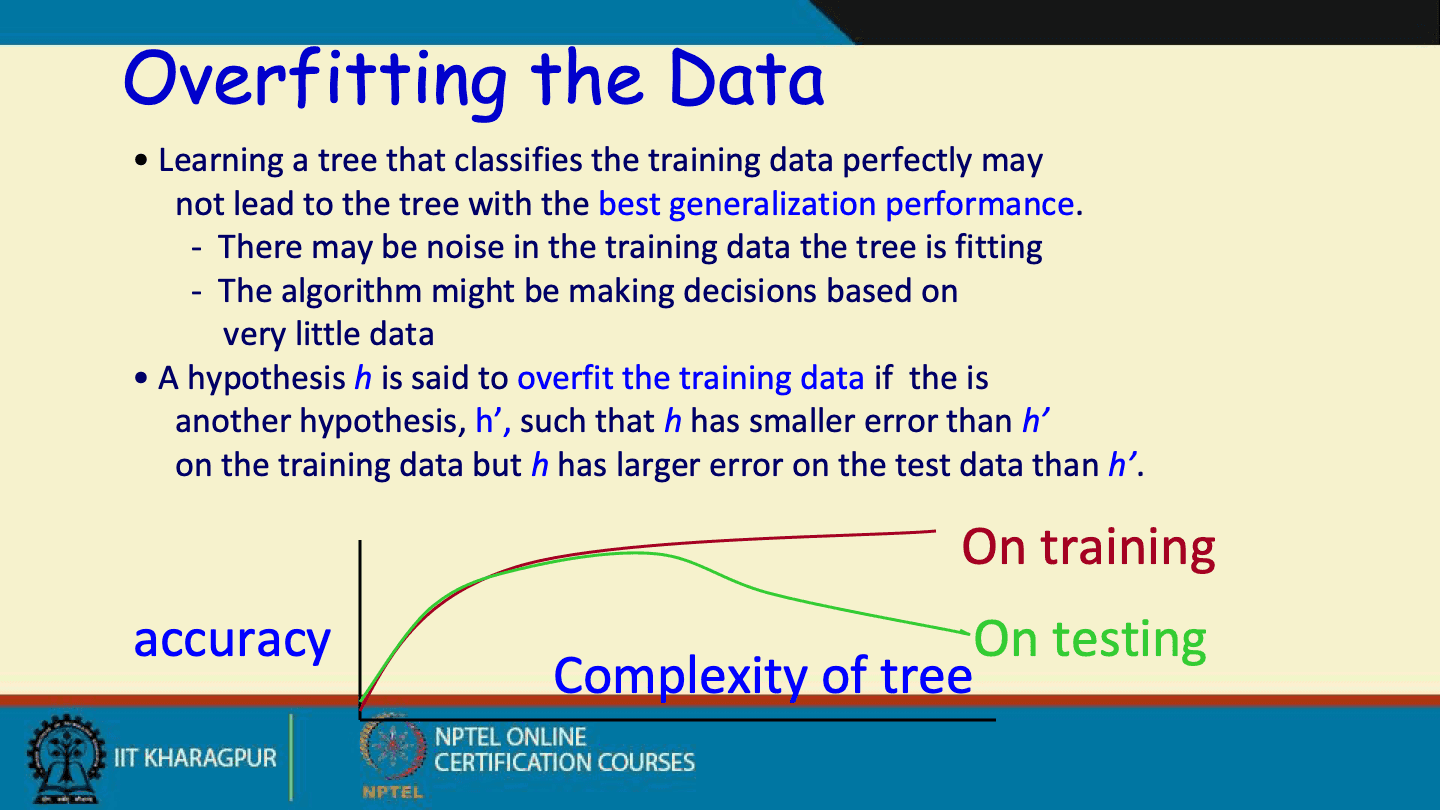 Overfitting the Data
• Learning a tree that classifies the training data perfectly may
not lead to the tree with the best generalization performance.
- There may be noise in the training data the tree is fitting
- The algorithm might be making decisions based on
very little data
• A hypothesis h is said to overfit the training data if the is
another hypothesis, h’, such that h has smaller error than h’
on the training data but h has larger error on the test data than h’.
On training
accuracy
On testing
Complexity of tree
IIT KHARAGPUR
NPTEL ONLINE
CERTIFICATION COURSES
NPTEL